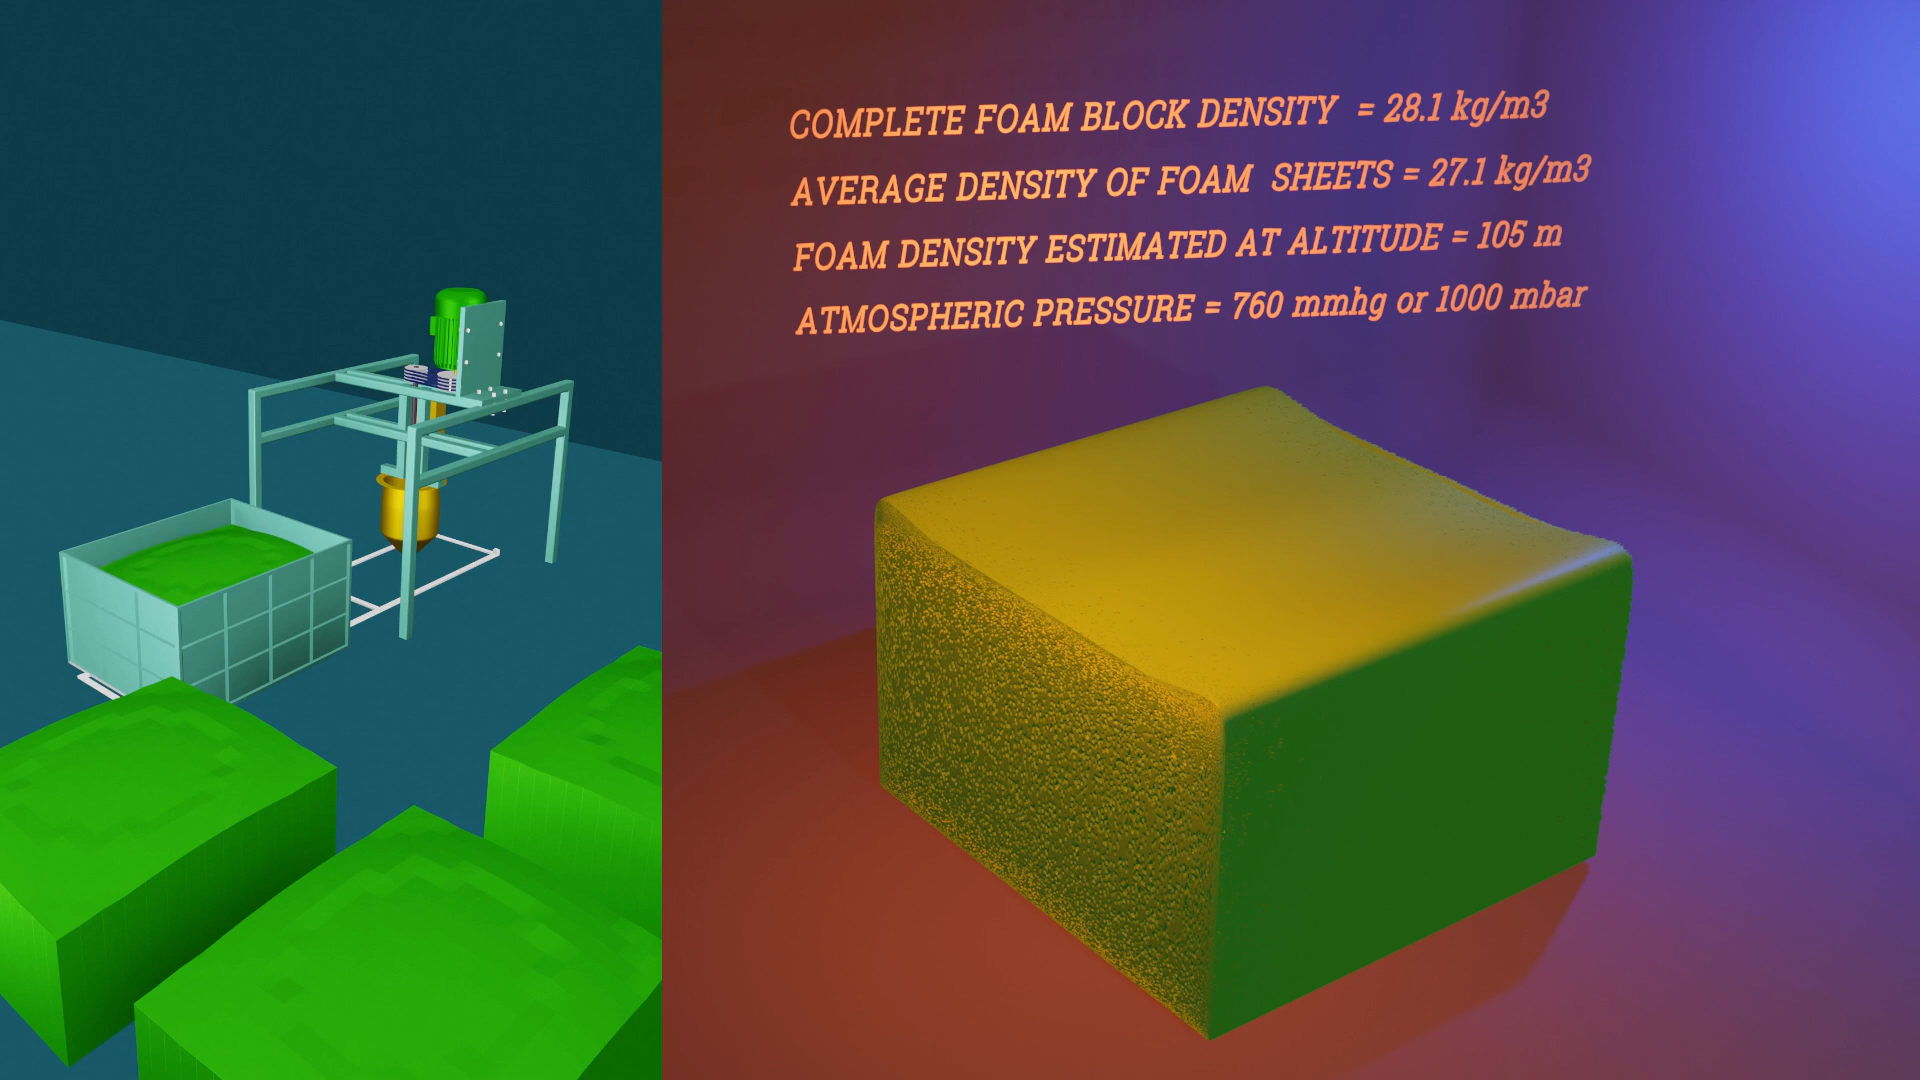 COMPLETE FOAM BLOCK DENSITY = 28.1 kg/m3
AVERAGE DENSITY OF FOAM SHEETS = 27.1 kg/m3
FOAM DENSITY ESTIMATED AT ALTITUDE = 105 m
ATMOSPHERIC PRESSURE = 760 mmhg or 1000 mbar